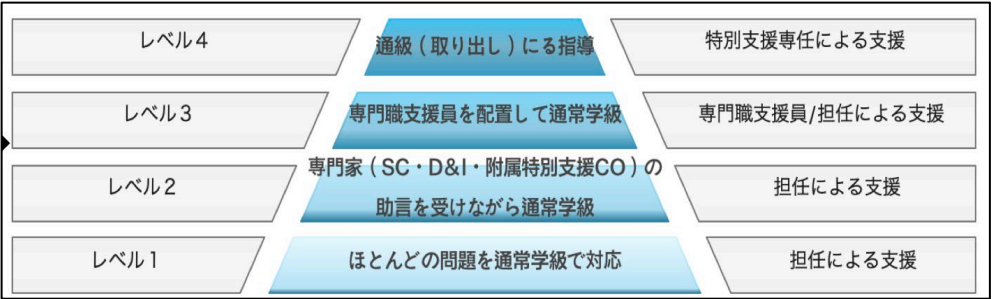 レベル4
通級(取り出し)にる指導
特別支援専任による支援
レベル3
専門職支援員を配置して通常学級
専門職支援員/担任による支援
レベル2
専門家(SC・D&I・附属特別支援CO)の
助言を受けながら通常学級
担任による支援
レベル1
ほとんどの問題を通常学級で対応
担任による支援